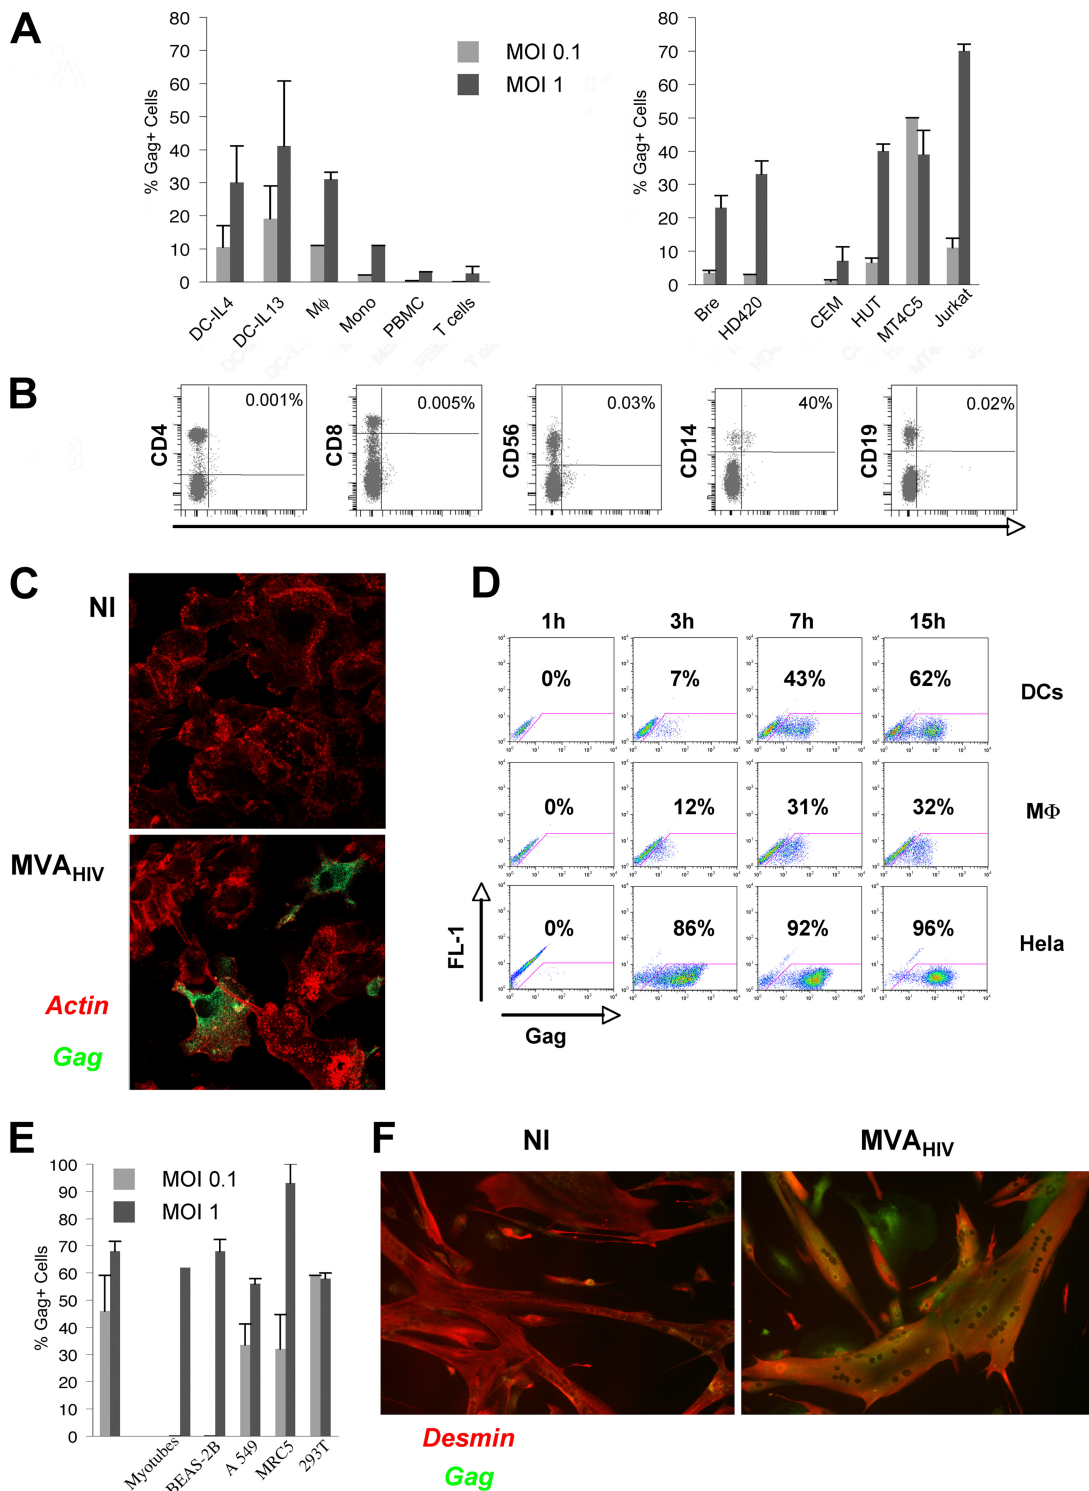 A
80
70
60
50
40
30
20
10
0
% Gag+ Cells
DC-IL4
DC-IL13
Mϕ
Mono
PBMC
T cells
MOI 0.1
MOI 1
80
70
60
50
40
30
20
10
0
% Gag+ Cells
Bre
HD420
CEM
HUT
MT4C5
Jurkat
B
CD4
0.001%
CD8
0.005%
CD56
0.03%
CD14
40%
CD19
0.02%
C
NI
MVAHIV
Actin
Gag
D
1h
3h
7h
15h
0%
7%
43%
62%
DCs
0%
12%
31%
32%
MΦ
0%
86%
92%
96%
Hela
FL-1
Gag
E
100
90
80
70
60
50
40
30
20
10
0
% Gag+ Cells
MOI 0.1
MOI 1
Myotubes
BEAS-2B
A 549
MRC5
293T
F
NI
MVAHIV
Desmin
Gag